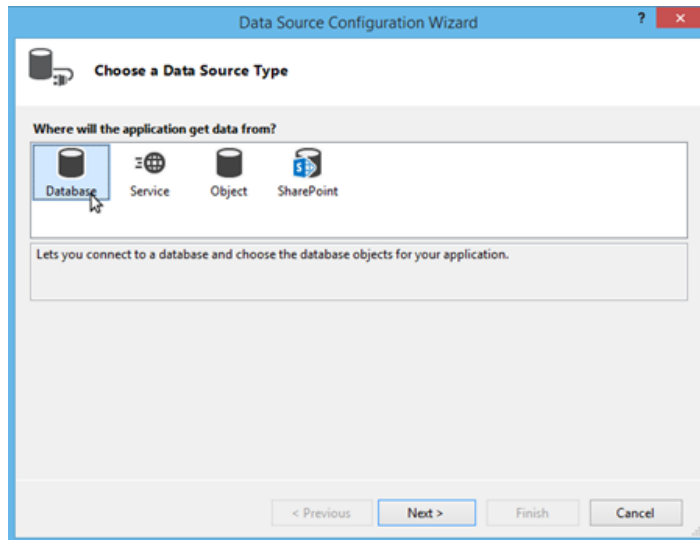 Data Source Configuration Wizard
?
Choose a Data Source Type
Where will the application get data from?
Database Service Object SharePoint
Lets you connect to a database and choose the database objects for your application.
< Previous Next > Finish Cancel